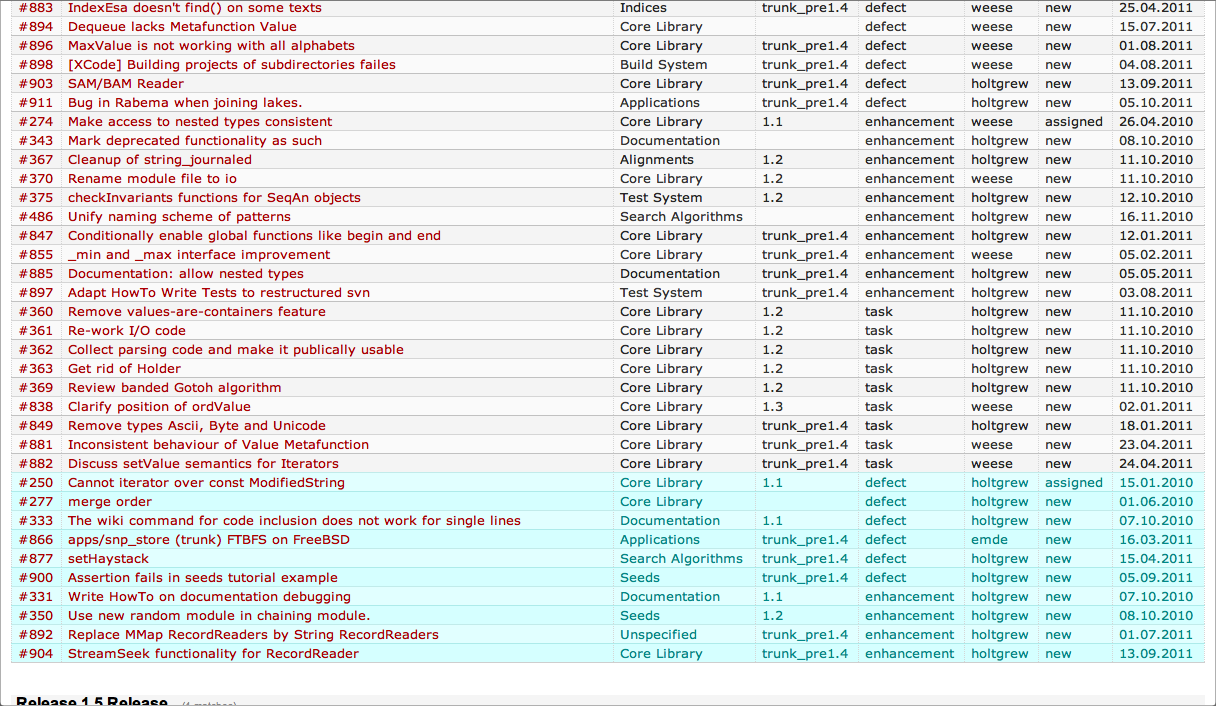 #883 IndexEsa doesn't find() on some texts Indices trunk_pre1.4 defect weese new 25.04.2011
#894 Dequeue lacks Metafunction Value Core Library defect weese new 15.07.2011
#896 MaxValue is not working with all alphabets Core Library trunk_pre1.4 defect weese new 01.08.2011
#898 [XCode] Building projects of subdirectories failes Build System trunk_pre1.4 defect weese new 04.08.2011
#903 SAM/BAM Reader Core Library trunk_pre1.4 defect holtgrew new 13.09.2011
#911 Bug in Rabema when joining lakes. Applications trunk_pre1.4 defect holtgrew new 05.10.2011
#274 Make access to nested types consistent Core Library 1.1 enhancement weese assigned 26.04.2010
#343 Mark deprecated functionality as such Documentation enhancement holtgrew new 08.10.2010
#367 Cleanup of string_journaled Alignments 1.2 enhancement holtgrew new 11.10.2010
#370 Rename module file to io Core Library 1.2 enhancement weese new 11.10.2010
#375 checkInvariants functions for SeqAn objects Test System 1.2 enhancement holtgrew new 12.10.2010
#486 Unify naming scheme of patterns Search Algorithms enhancement holtgrew new 16.11.2010
#847 Conditionally enable global functions like begin and end Core Library trunk_pre1.4 enhancement holtgrew new 12.01.2011
#855 _min and _max interface improvement Core Library trunk_pre1.4 enhancement weese new 05.02.2011
#885 Documentation: allow nested types Documentation trunk_pre1.4 enhancement holtgrew new 05.05.2011
#897 Adapt HowTo Write Tests to restructured svn Test System trunk_pre1.4 enhancement holtgrew new 03.08.2011
#360 Remove values-are-containers feature Core Library 1.2 task holtgrew new 11.10.2010
#361 Re-work I/O code Core Library 1.2 task holtgrew new 11.10.2010
#362 Collect parsing code and make it publically usable Core Library 1.2 task holtgrew new 11.10.2010
#363 Get rid of Holder Core Library 1.2 task holtgrew new 11.10.2010
#369 Review banded Gotoh algorithm Core Library 1.2 task holtgrew new 11.10.2010
#838 Clarify position of ordValue Core Library 1.3 task weese new 02.01.2011
#849 Remove types Ascii, Byte and Unicode Core Library trunk_pre1.4 task holtgrew new 18.01.2011
#881 Inconsistent behaviour of Value Metafunction Core Library trunk_pre1.4 task weese new 23.04.2011
#882 Discuss setValue semantics for Iterators Core Library trunk_pre1.4 task weese new 24.04.2011
#250 Cannot iterator over const ModifiedString Core Library 1.1 defect holtgrew assigned 15.01.2010
#277 merge order Core Library defect holtgrew new 01.06.2010
#333 The wiki command for code inclusion does not work for single lines Documentation 1.1 defect holtgrew new 07.10.2010
#866 apps/snp_store (trunk) FTBFS on FreeBSD Applications trunk_pre1.4 defect emde new 16.03.2011
#877 setHaystack Search Algorithms trunk_pre1.4 defect holtgrew new 15.04.2011
#900 Assertion fails in seeds tutorial example Seeds trunk_pre1.4 defect holtgrew new 05.09.2011
#331 Write HowTo on documentation debugging Documentation 1.1 enhancement holtgrew new 07.10.2010
#350 Use new random module in chaining module. Seeds 1.2 enhancement holtgrew new 08.10.2010
#892 Replace MMap RecordReaders by String RecordReaders Unspecified trunk_pre1.4 enhancement holtgrew new 01.07.2011
#904 StreamSeek functionality for RecordReader Core Library trunk_pre1.4 enhancement holtgrew new 13.09.2011
Release 1.5 Release